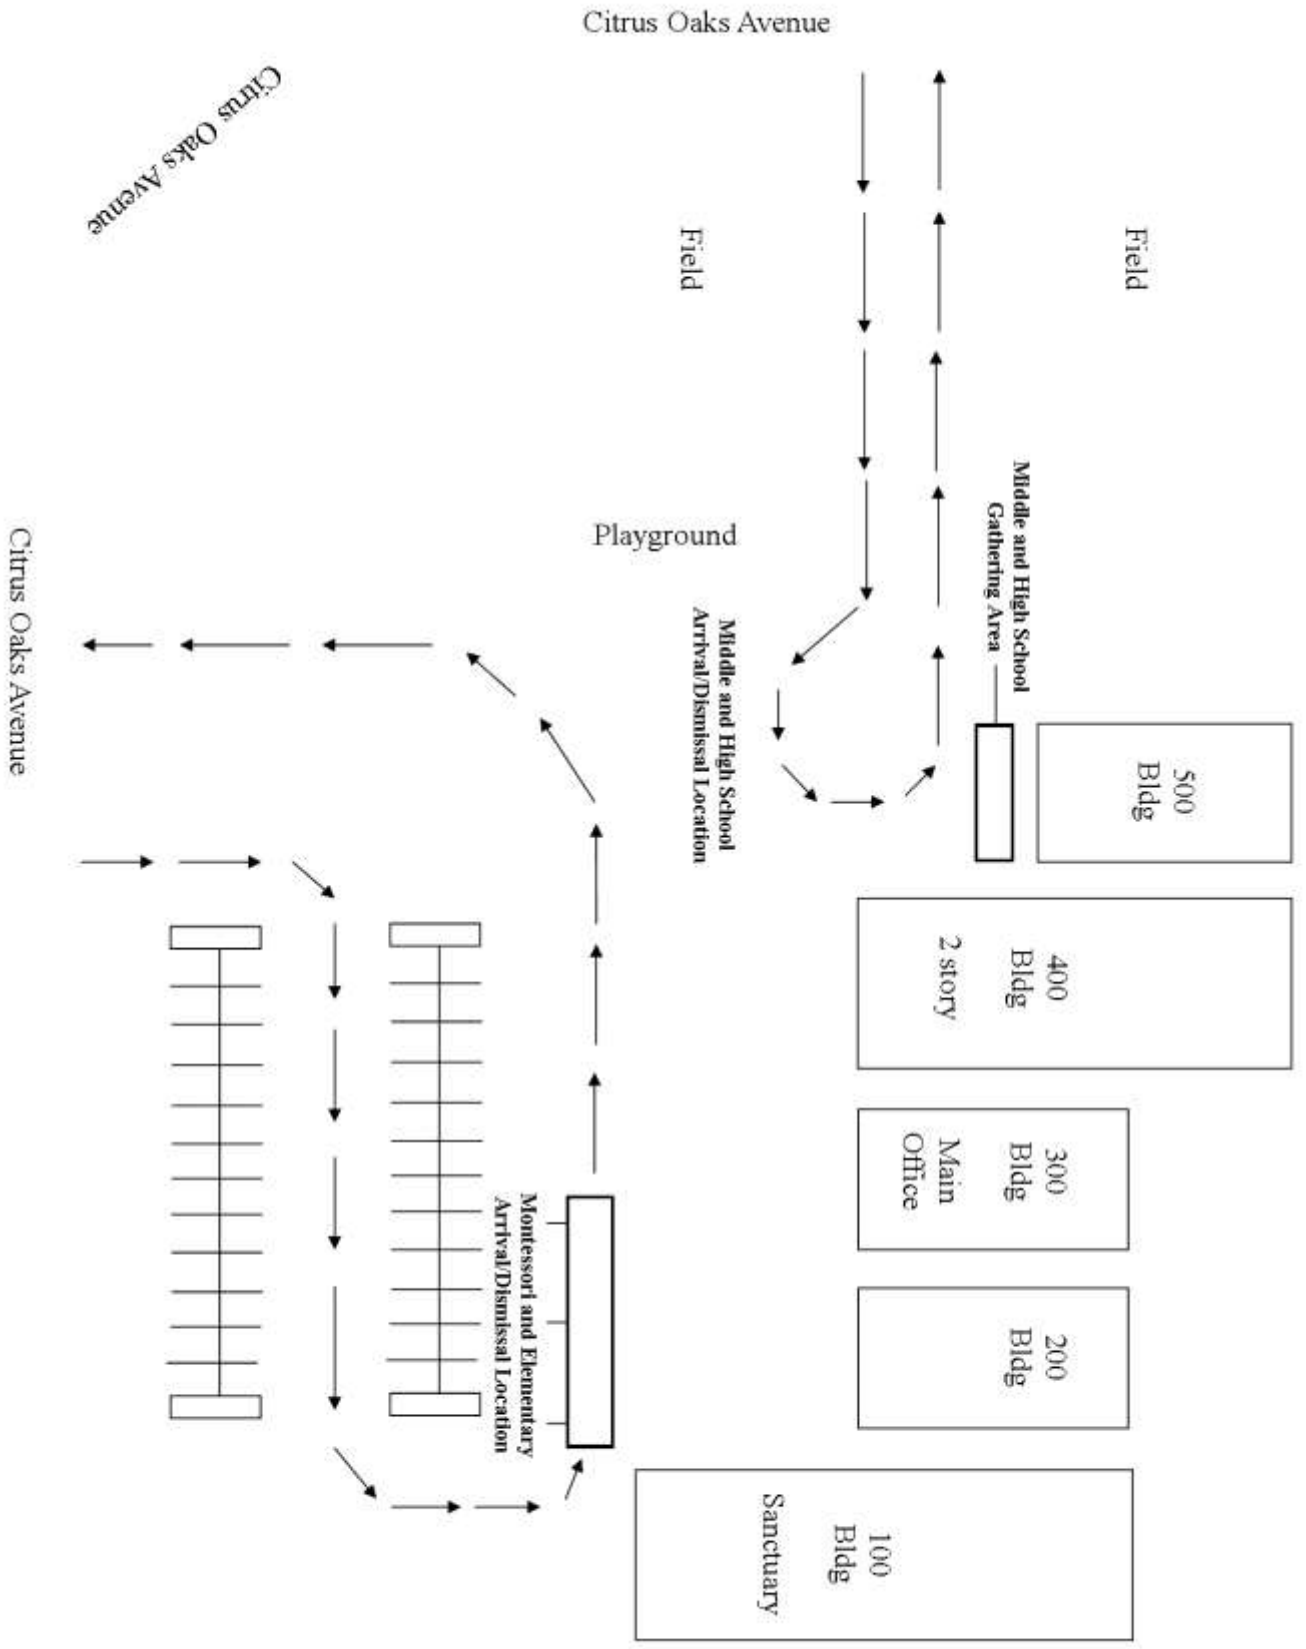 Citrus Oaks Avenue
Citrus Oaks Avenue
Field
Field
Middle and High School
Gathering Area
Playground
Citrus Oaks Avenue
Middle and High School
Arrival/Dismissal Location
500
Bldg
400
Bldg
2 story
300
Bldg
Main
Office
Montessori and Elementary
Arrival/Dismissal Location
200
Bldg
100
Bldg
Sanctuary